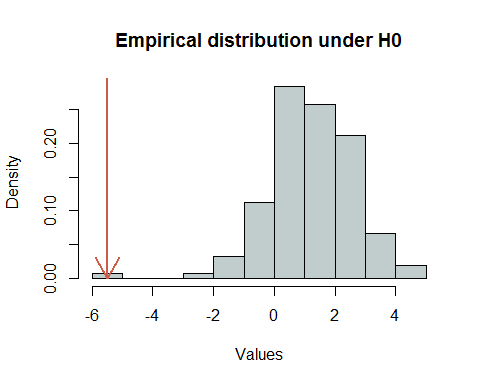 Empirical distribution under H0
Density
0.00 0.10 0.20
-6 -4 -2 0 2 4
Values